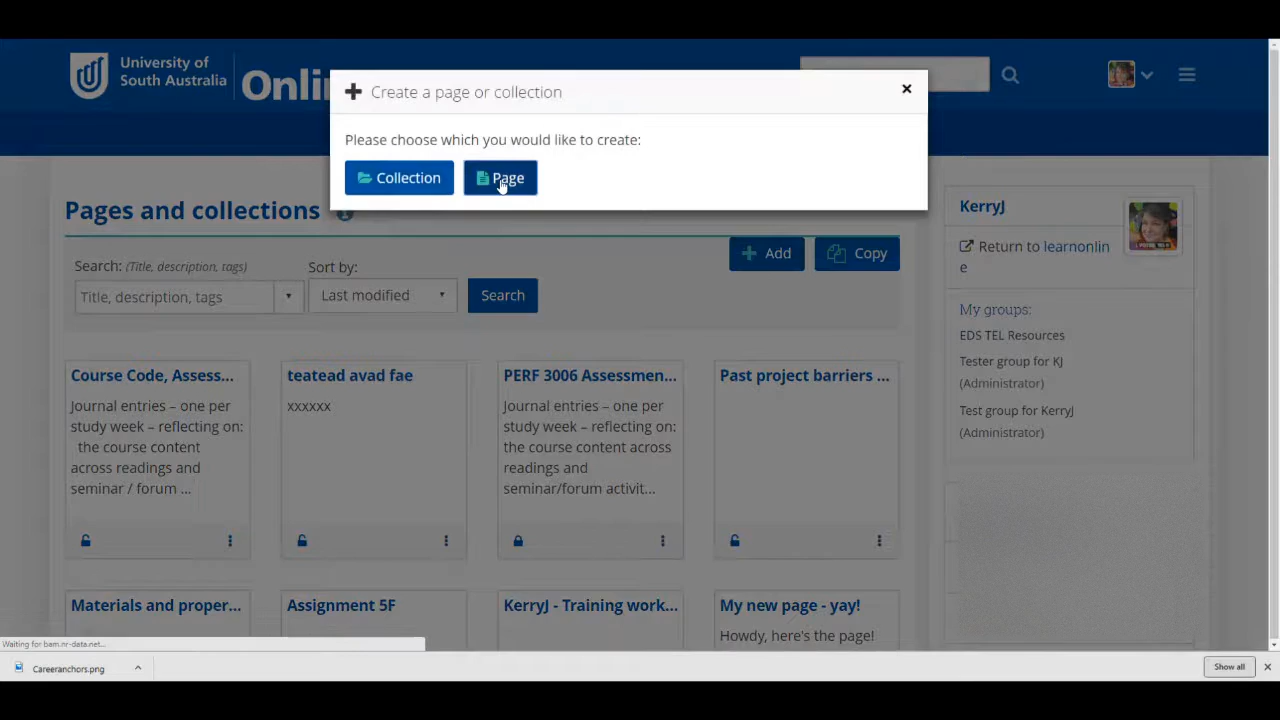 University of
South Australia
Onli
Create a page or collection
×
Please choose which you would like to create:
Collection
Page
Pages and collections
Add
Copy
Search: (Title, description, tags)
Sort by:
Title, description, tags
Last modified
Search
Course Code, Assess...
Journal entries – one per
study week – reflecting on:
the course content
across readings and
seminar / forum ...
teatead avad fae
xxxxxx
PERF 3006 Assessmen...
Journal entries – one per
study week – reflecting on:
the course content
across readings and
seminar/forum activit...
Past project barriers ...
Materials and proper...
Assignment 5F
KerryJ - Training work...
My new page - yay!
Howdy, here's the page!
KerryJ
Return to learnonlin
e
My groups:
EDS TEL Resources
Tester group for KJ
(Administrator)
Test group for KerryJ
(Administrator)
Waiting for bam.nr-data.net...
Careeranchors.png
Show all